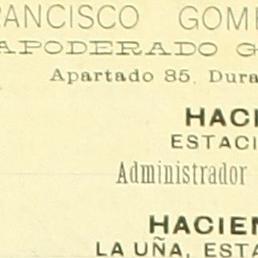 RANCISCO GOME
APODERADO G
Apartado 85. Dura
HACI
ESTACI
Administrador
HACIEN
LA UÑA, ESTA